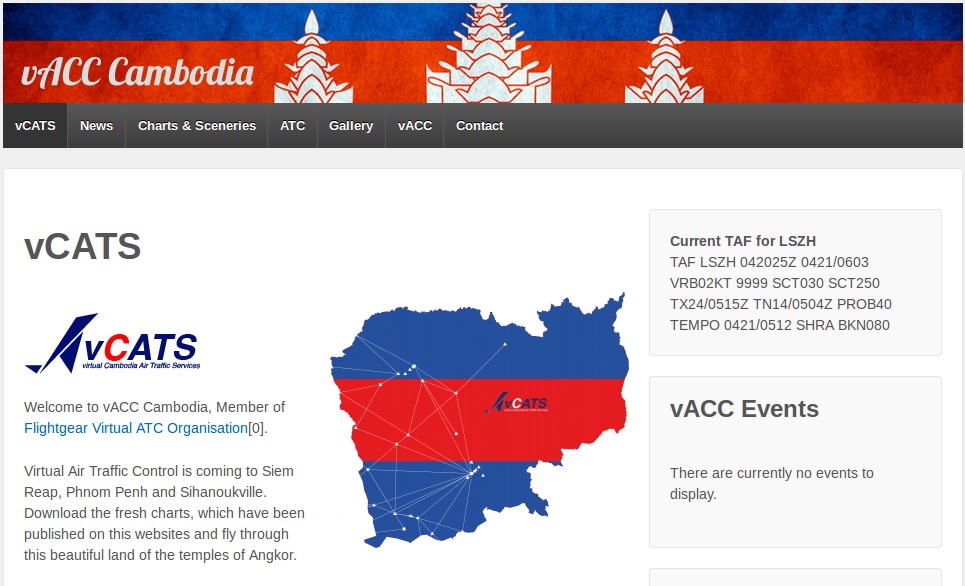 vACC Cambodia
vCATS News Charts & Sceneries ATC Gallery vACC Contact
vCATS
vCATS
virtual Cambodia Air Traffic Services
Welcome to vACC Cambodia, Member of
Flightgear Virtual ATC Organisation[0].
Virtual Air Traffic Control is coming to Siem
Reap, Phnom Penh and Sihanoukville.
Download the fresh charts, which have been
published on this websites and fly through
this beautiful land of the temples of Angkor.
vCATS
Current TAF for LSZH
TAF LSZH 042025Z 0421/0603
VRB02KT 9999 SCT030 SCT250
TX24/0515Z TN14/0504Z PROB40
TEMPO 0421/0512 SHRA BKN080
vACC Events
There are currently no events to
display.